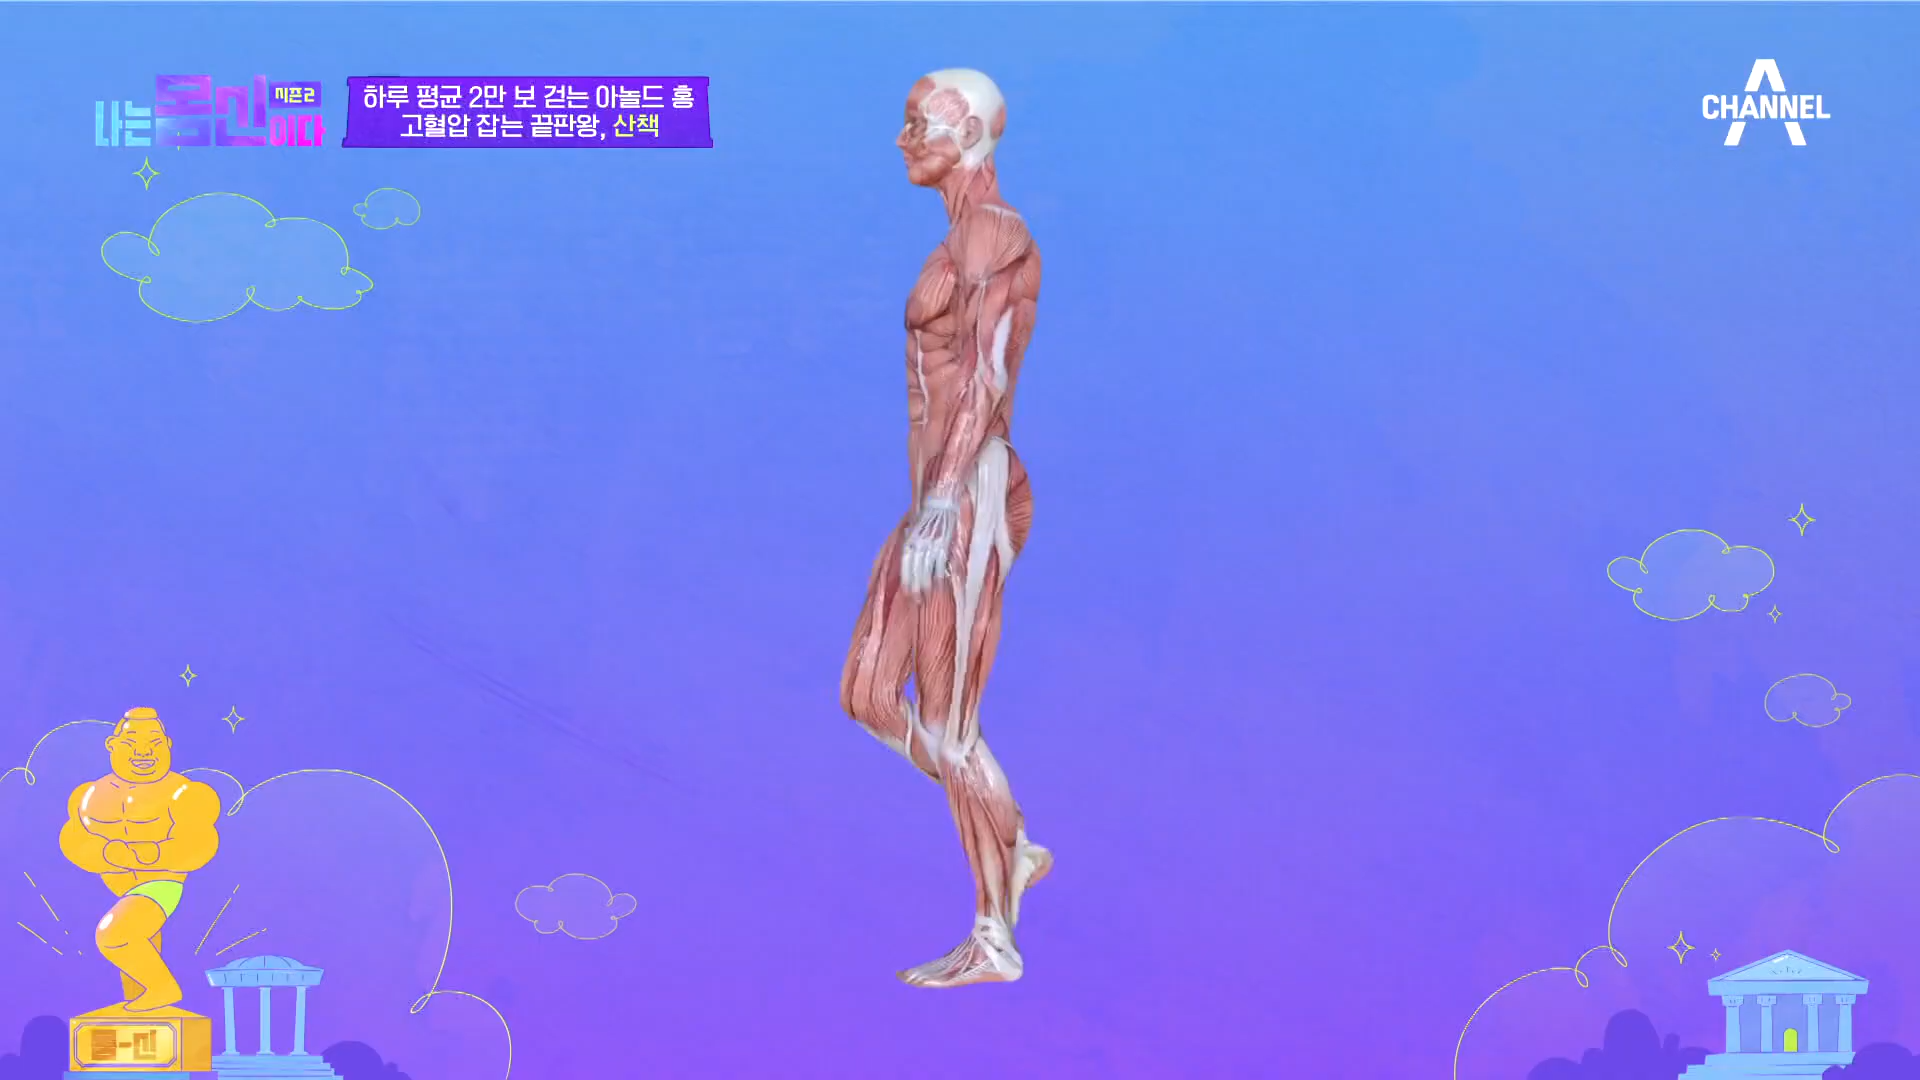 나는 몸신이다 시즌2
하루 평균 2만 보 걷는 아놀드 홍
고혈압 잡는 끝판왕, 산책
CHANNEL A
몸-신